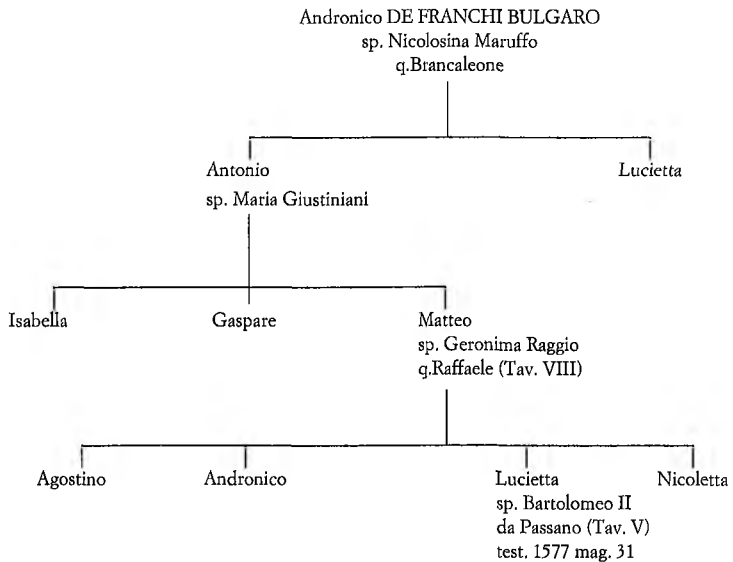 Andronico DE FRANCHI BULGARO
sp. Nicolosina Maruffo
q.Brancaleone
Antonio
sp. Maria Giustiniani
Lucietta
Isabella
Gaspare
Matteo
sp. Geronima Raggio
q.Raffaele (Tav. VIII)
Agostino
Andronico
Lucietta
sp. Bartolomeo II
da Passano (Tav. V)
test. 1577 mag. 31
Nicoletta